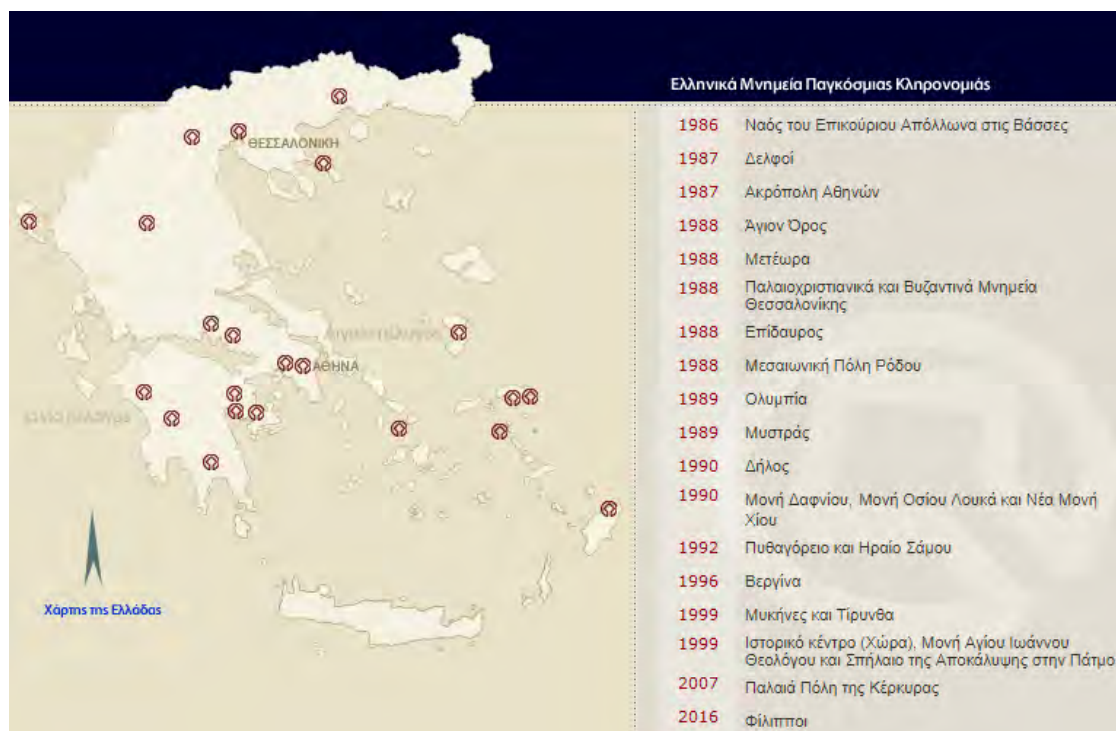 Ελληνικά Μνημεία Παγκόσμιας Κληρονομιάς
ΘΕΣΣΑΛΟΝΙΚΗ
ΑΘΗΝΑ
Χάρτης της Ελλάδας
1986 Ναός του Επικούριου Απόλλωνα στις Βάσσες
1987 Δελφοί
1987 Ακρόπολη Αθηνών
1988 Άγιον Όρος
1988 Μετέωρα
1988 Παλαιοχριστιανικά και Βυζαντινά Μνημεία
Θεσσαλονίκης
1988 Επίδαυρος
1988 Μεσαιωνική Πόλη Ρόδου
1989 Ολυμπία
1989 Μυστράς
1990 Δήλος
1990 Μονή Δαφνίου, Μονή Οσίου Λουκά και Νέα Μονή
Χίου
1992 Πυθαγόρειο και Ηραίο Σάμου
1996 Βεργίνα
1999 Μυκήνες και Τίρυνθα
1999 Ιστορικό κέντρο (Χώρα), Μονή Αγίου Ιωάννου
Θεολόγου και Σπήλαιο της Αποκάλυψης στην Πάτμο
2007 Παλαιά Πόλη της Κέρκυρας
2016 Φίλιπποι